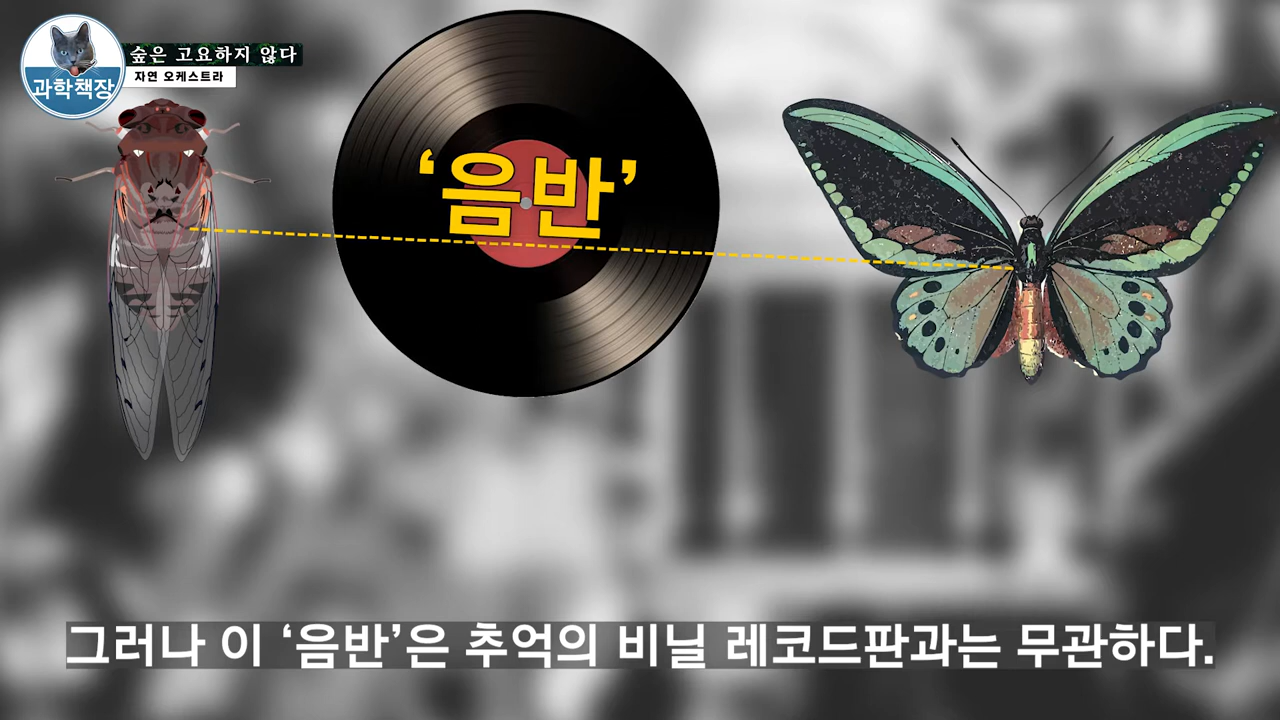 숲은 고요하지 않다
자연 오케스트라
과학책장
‘음반’
그러나 이 ‘음반’은 추억의 비닐 레코드판과는 무관하다.